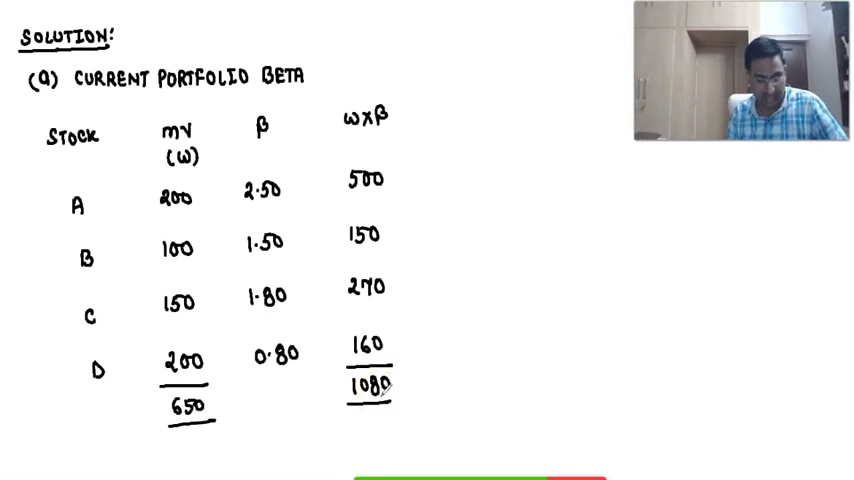 SOLUTION:
(a) CURRENT PORTFOLIO BETA
STOCK MV (W) β W×β
A 200 2.50 500
B 100 1.50 150
C 150 1.80 270
D 200 0.80 160
650 1080